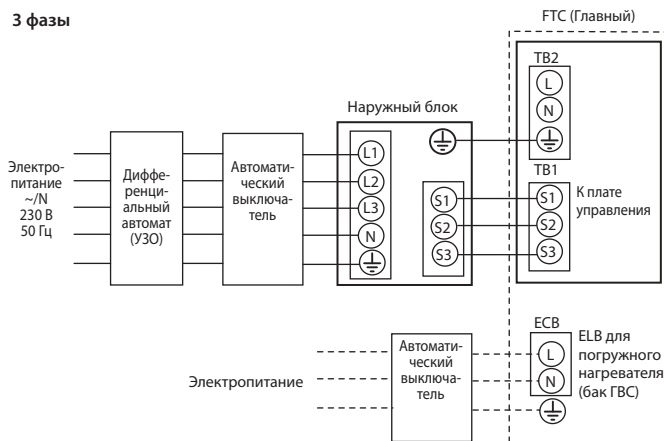 3 фазы
FTC (Главный)
TB2
L
N
Наружный блок
TB1
Электро-
питание
~/N
230 В
50 Гц
Диффе-
ренци-
альный
автомат
(УЗО)
Автомати-
ческий
выключа-
тель
L1
L2
L3
N
S1
S2
S3
S1
S2
S3
К плате
управления
Электропитание
Автомати-
ческий
выключа-
тель
ECB
L
N
ELB для
погружного
нагревателя
(бак ГВС)